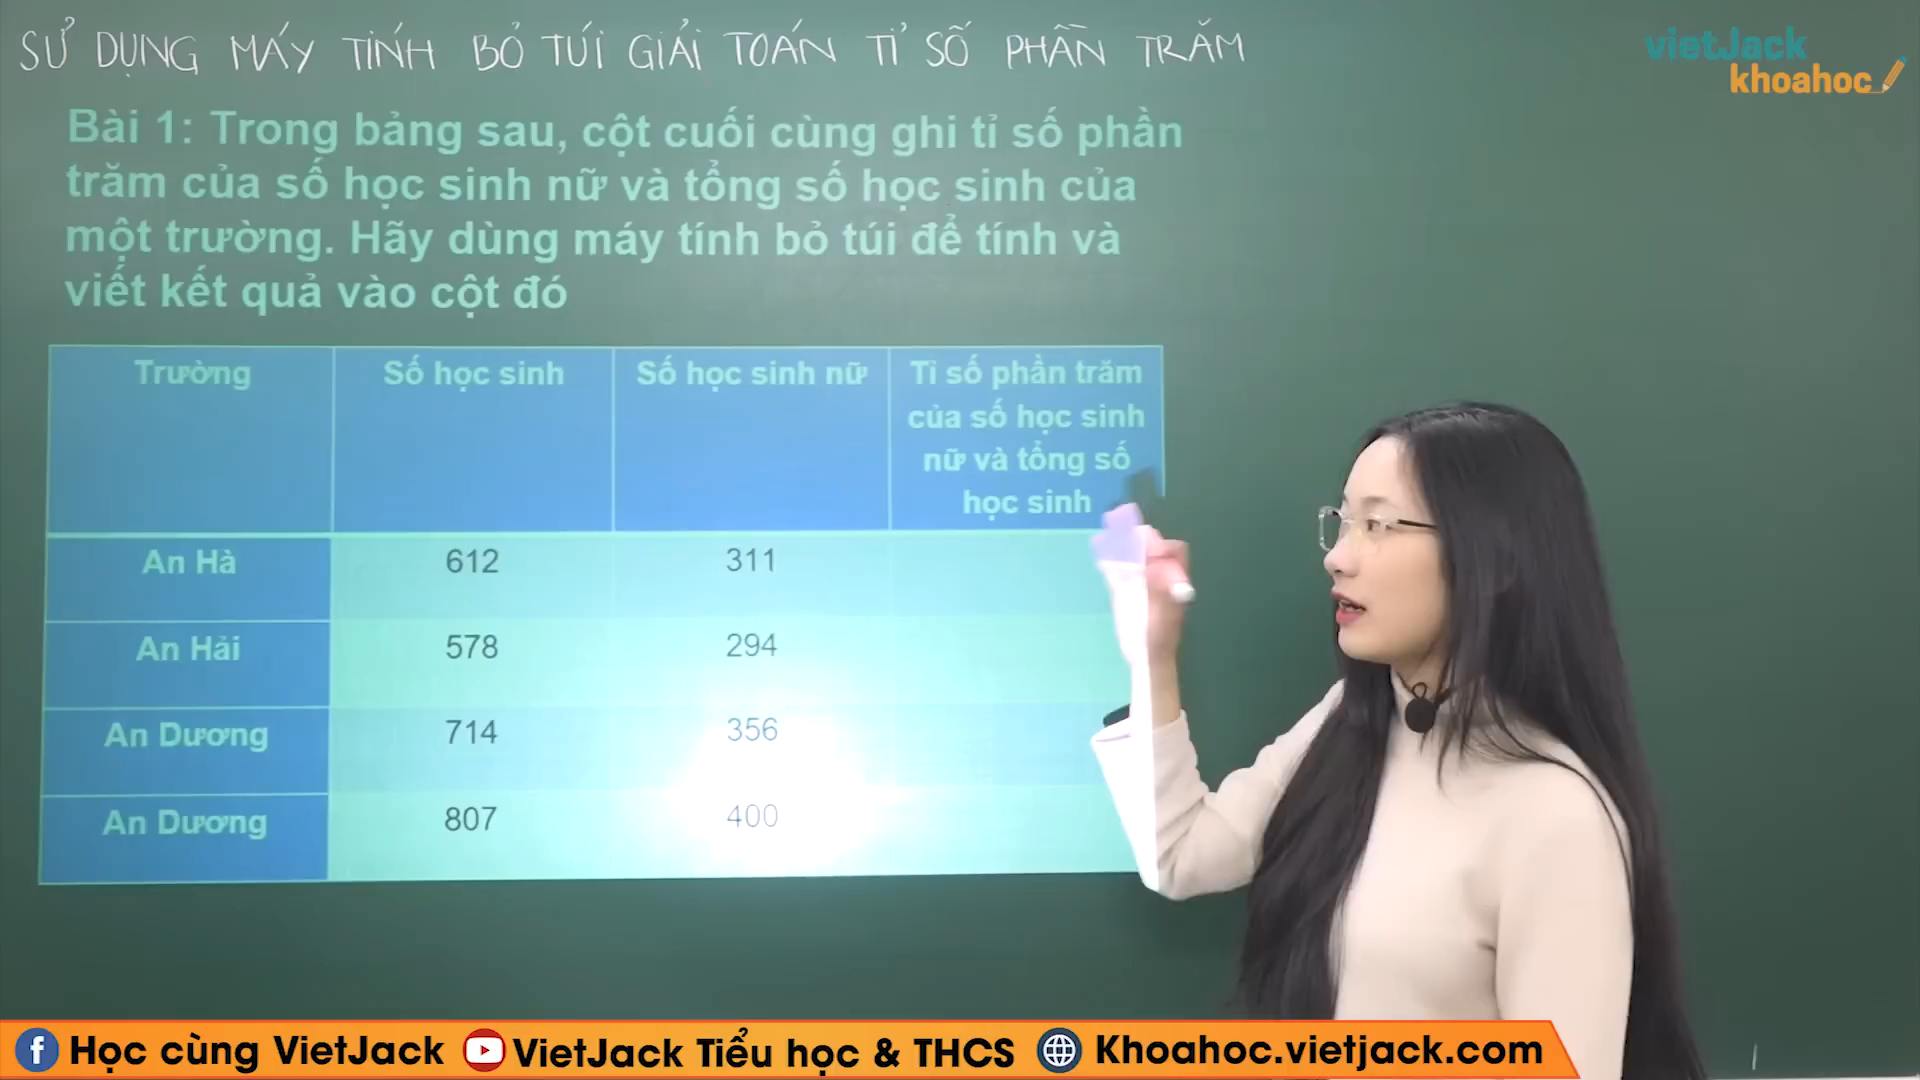 SỬ DỤNG MÁY TÍNH BỎ TÚI GIẢI TOÁN TỈ SỐ PHẦN TRĂM
vietJack
khoahoc
Bài 1: Trong bảng sau, cột cuối cùng ghi tỉ số phần
trăm của số học sinh nữ và tổng số học sinh của
một trường. Hãy dùng máy tính bỏ túi để tính và
viết kết quả vào cột đó
Trường Số học sinh Số học sinh nữ Tỉ số phần trăm
của số học sinh
nữ và tổng số
học sinh
An Hà 612 311
An Hải 578 294
An Dương 714 356
An Dương 807 400
Học cùng VietJack VietJack Tiểu học & THCS Khoahoc.vietjack.com